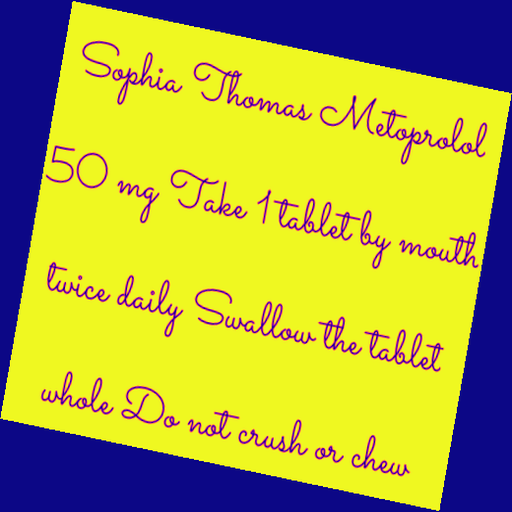 Sophia Thomas Metoprolol
50 mg Take 1 tablet by mouth
twice daily Swallow the tablet
whole Do not crush or chew